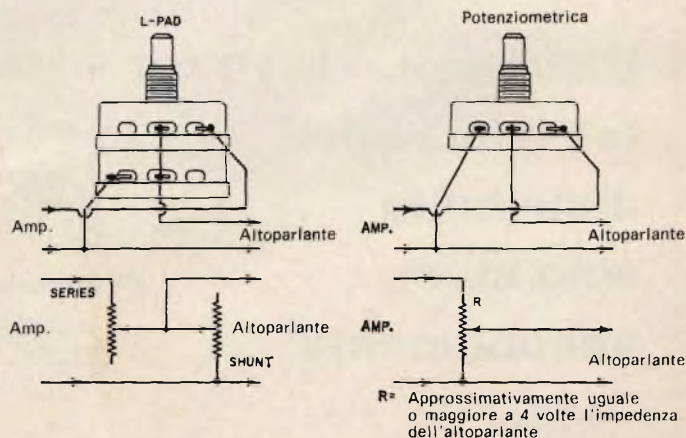 L-PAD
Potenziometrica
Amp.
Altoparlante
AMP.
Altoparlante
SERIES
Amp.
Altoparlante
SHUNT
AMP.
R
Altoparlante
R= Approssimativamente uguale
o maggiore a 4 volte l'impedenza
dell'altoparlante